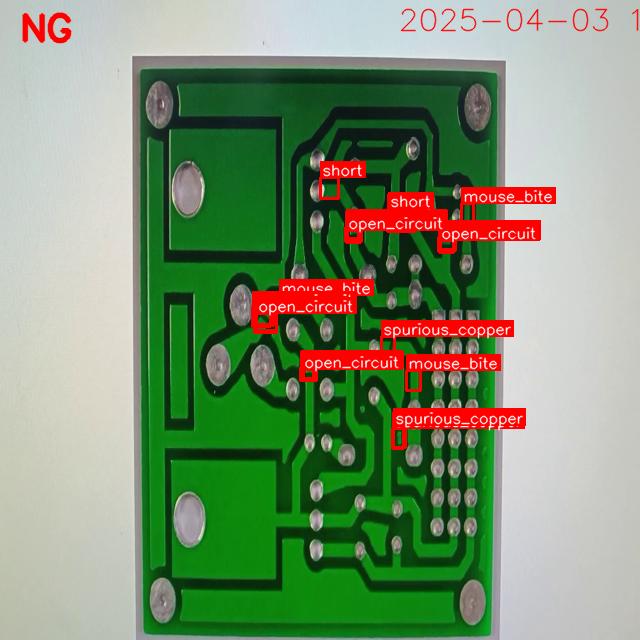 NG
2025-04-03 1
short
short
mouse_bite
open_circuit
open_circuit
mouse_bite
open_circuit
spurious_copper
open_circuit
mouse_bite
spurious_copper